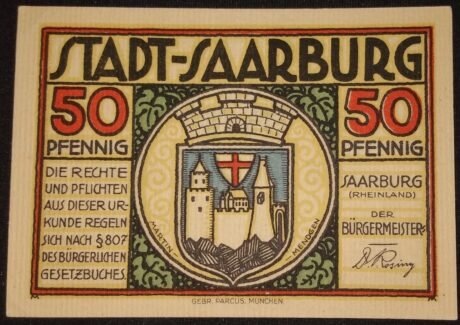 STADT-SAARBURG
50
PFENNIG
50
PFENNIG
DIE RECHTE
UND PFLICHTEN
AUS DIESER UR-
KUNDE REGELN
SICH NACH § 807
DES BÜRGERLICHEN
GESETZBUCHES.
MARTIN-
MENDGEN
SAARBURG
(RHEINLAND)
DER
BÜRGERMEISTER:
GEBR. PARCUS, MÜNCHEN.